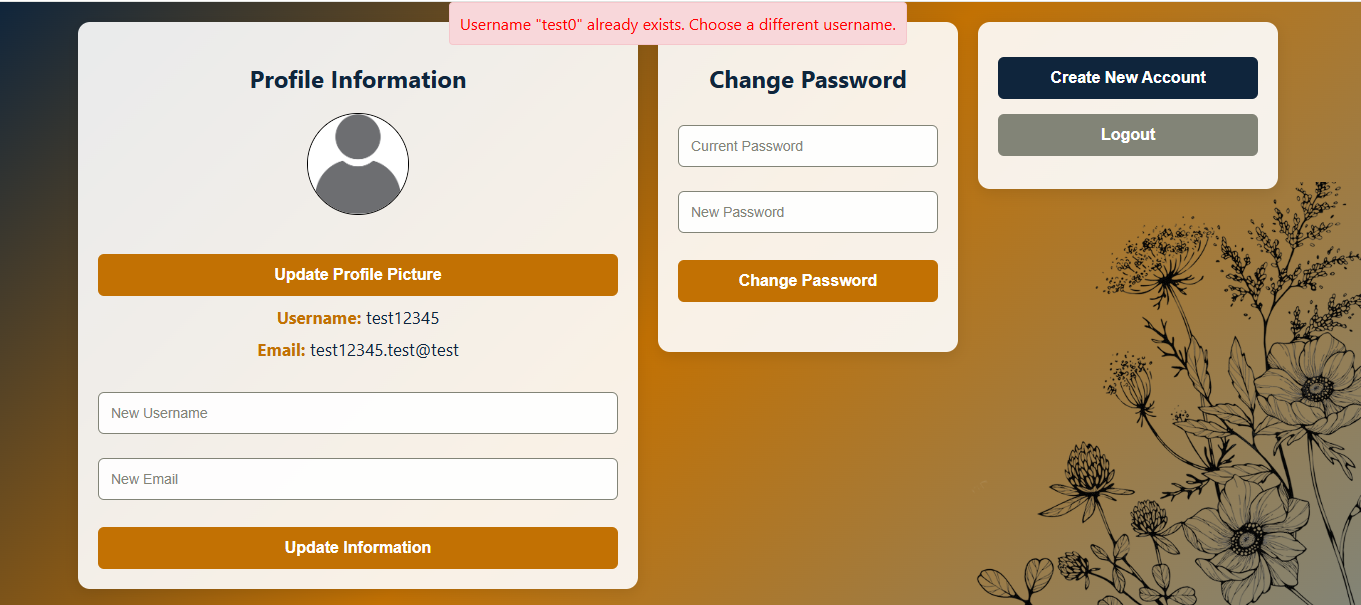 Username "test0" already exists. Choose a different username.
Profile Information
Update Profile Picture
Username: test12345
Email: test12345.test@test
New Username
New Email
Update Information
Change Password
Current Password
New Password
Change Password
Create New Account
Logout